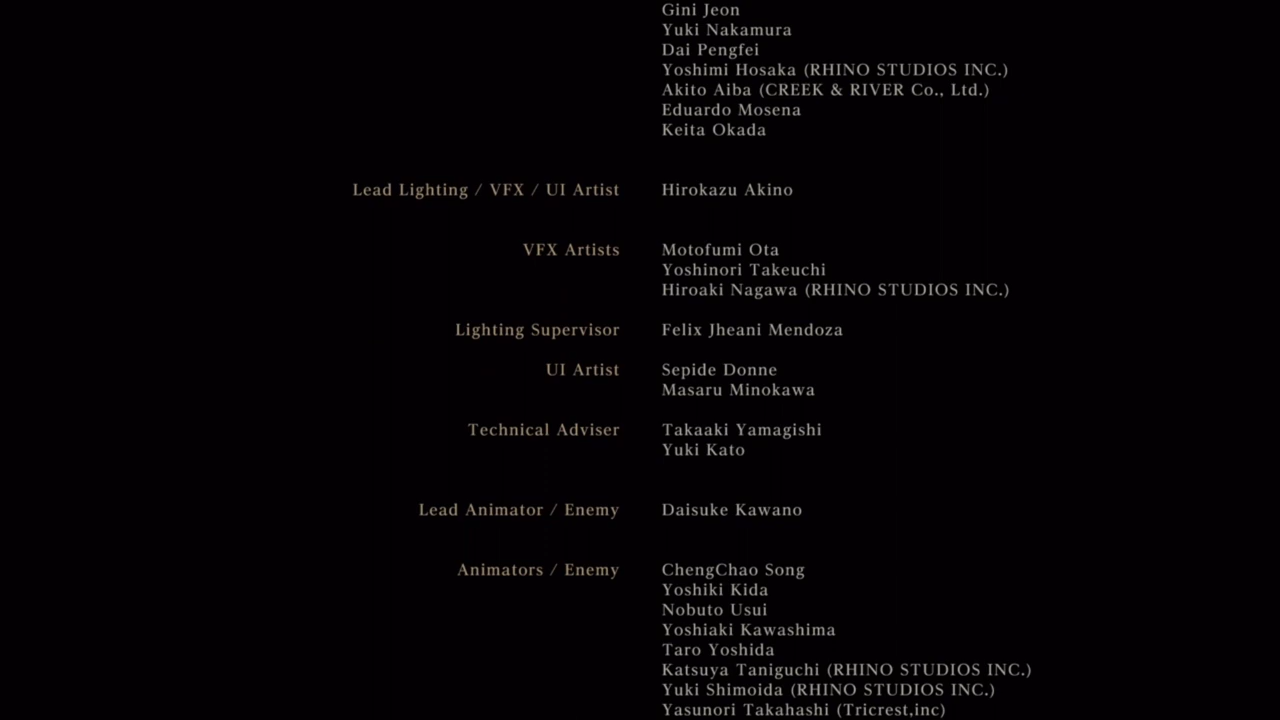 Gini Jeon
Yuki Nakamura
Dai Pengfei
Yoshimi Hosaka (RHINO STUDIOS INC.)
Akito Aiba (CREEK & RIVER Co., Ltd.)
Eduardo Mosena
Keita Okada
Lead Lighting / VFX / UI Artist Hirokazu Akino
VFX Artists Motofumi Ota
Yoshinori Takeuchi
Hiroaki Nagawa (RHINO STUDIOS INC.)
Lighting Supervisor Felix Jheani Mendoza
UI Artist Sepide Donne
Masaru Minokawa
Technical Adviser Takaaki Yamagishi
Yuki Kato
Lead Animator / Enemy Daisuke Kawano
Animators / Enemy ChengChao Song
Yoshiki Kida
Nobuto Usui
Yoshiaki Kawashima
Taro Yoshida
Katsuya Taniguchi (RHINO STUDIOS INC.)
Yuki Shimoida (RHINO STUDIOS INC.)
Yasunori Takahashi (Tricrest,inc)